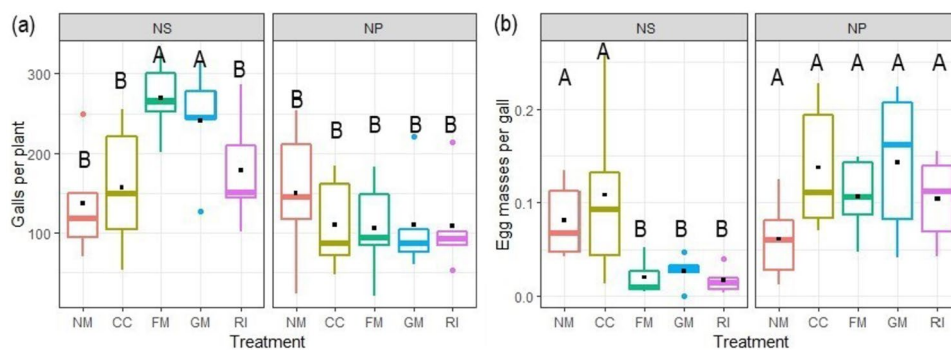 (a)
NS
NP
Galls per plant
300
200
100
B
B
A
A
B
B
B
B
B
B
NM CC FM GM RI
NM CC FM GM RI
Treatment
(b)
NS
NP
Egg masses per gall
0.2
0.1
0.0
A
A
B
B
B
A
A
A
A
A
NM CC FM GM RI
NM CC FM GM RI
Treatment